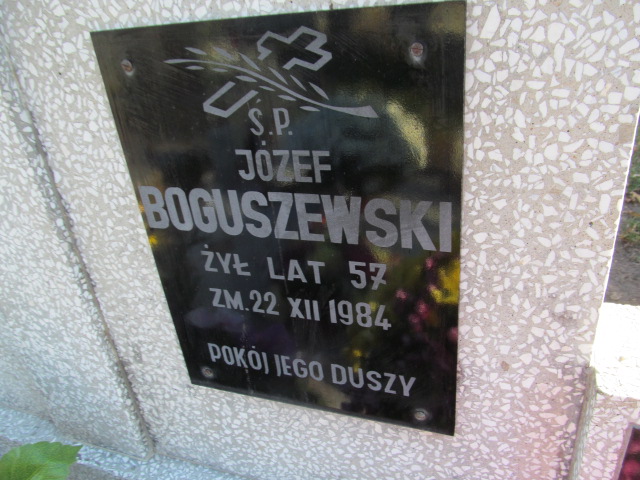 Ś.P.
JÓZEF
BOGUSZEWSKI
ŻYŁ LAT 57
ZM. 22 XII 1984
POKÓJ JEGO DUSZY